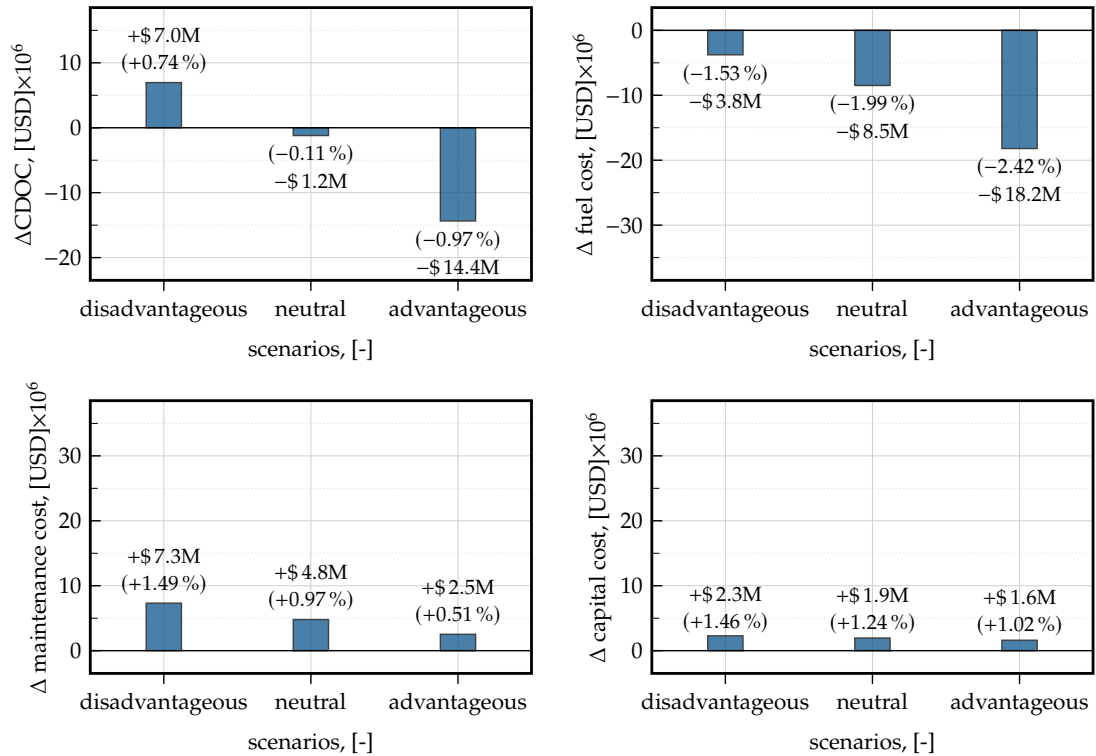 ΔCDOC, [USD]×10⁶
10
0
−10
−20
+$7.0M
(+0.74 %)
(−0.11 %)
−$1.2M
(−0.97 %)
−$14.4M
disadvantageous neutral advantageous
scenarios, [-]
Δ fuel cost, [USD]×10⁶
0
−10
−20
−30
(−1.53 %)
−$3.8M
(−1.99 %)
−$8.5M
(−2.42 %)
−$18.2M
disadvantageous neutral advantageous
scenarios, [-]
Δ maintenance cost, [USD]×10⁶
30
20
10
0
+$7.3M
(+1.49 %)
+$4.8M
(+0.97 %)
+$2.5M
(+0.51 %)
disadvantageous neutral advantageous
scenarios, [-]
Δ capital cost, [USD]×10⁶
30
20
10
0
+$2.3M
(+1.46 %)
+$1.9M
(+1.24 %)
+$1.6M
(+1.02 %)
disadvantageous neutral advantageous
scenarios, [-]